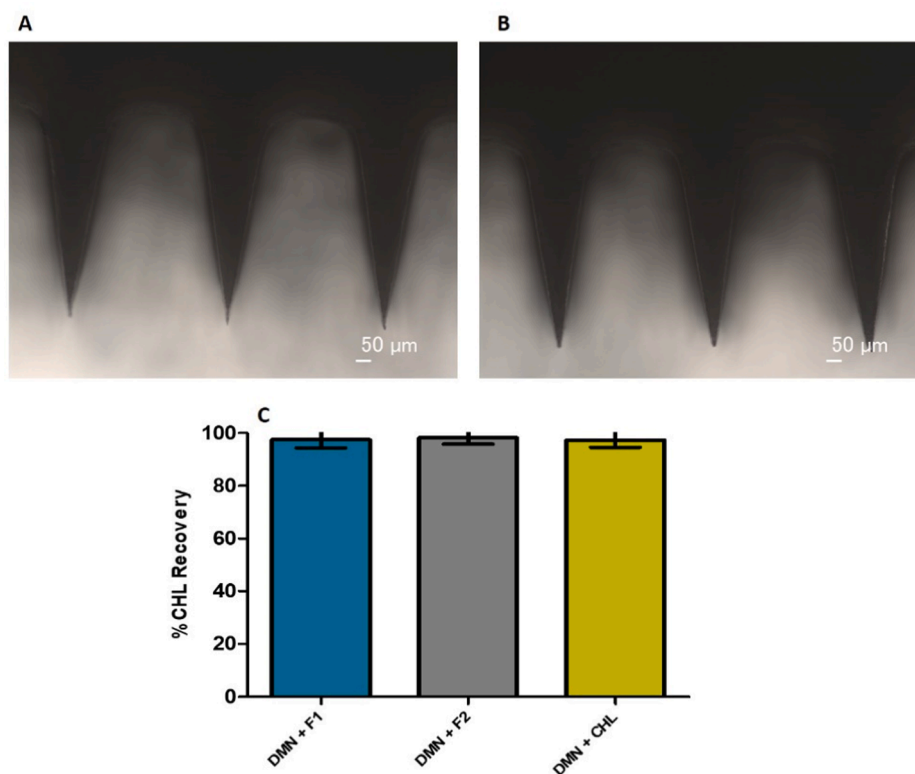 A
B
50 µm
50 µm
C
100
80
60
40
20
0
% CHL Recovery
DMN + F1
DMN + F2
DMN + CHL